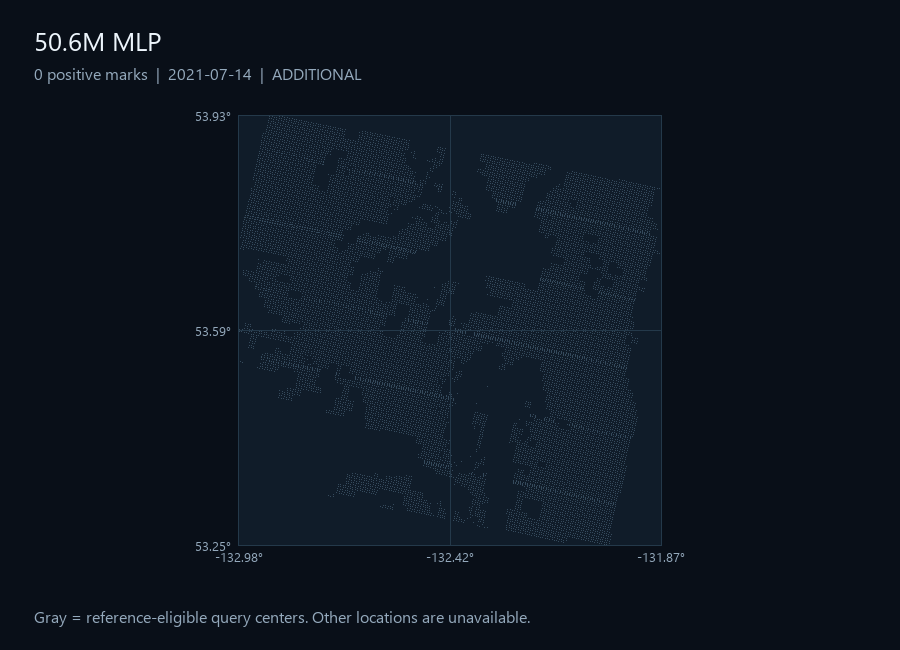 50.6M MLP
0 positive marks | 2021-07-14 | ADDITIONAL
53.93°
53.59°
53.25°
-132.98° -132.42° -131.87°
Gray = reference-eligible query centers. Other locations are unavailable.